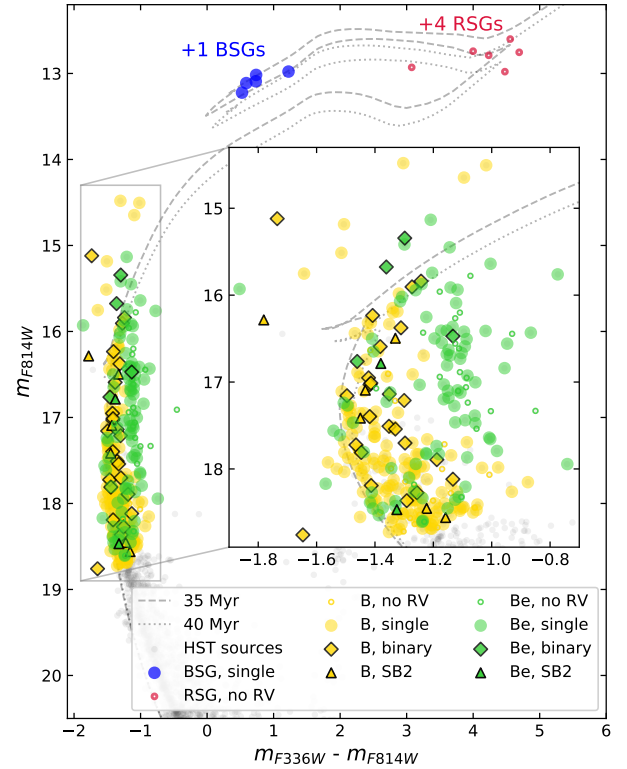 +1 BSGs
+4 RSGs
12
13
14
15
16
17
18
19
20
m_F814W
15
16
17
18
−1.8
−1.6
−1.4
−1.2
−1.0
−0.8
35 Myr
40 Myr
HST sources
BSG, single
RSG, no RV
B, no RV
B, single
B, binary
B, SB2
Be, no RV
Be, single
Be, binary
Be, SB2
−2
−1
0
1
2
3
4
5
6
m_F336W - m_F814W